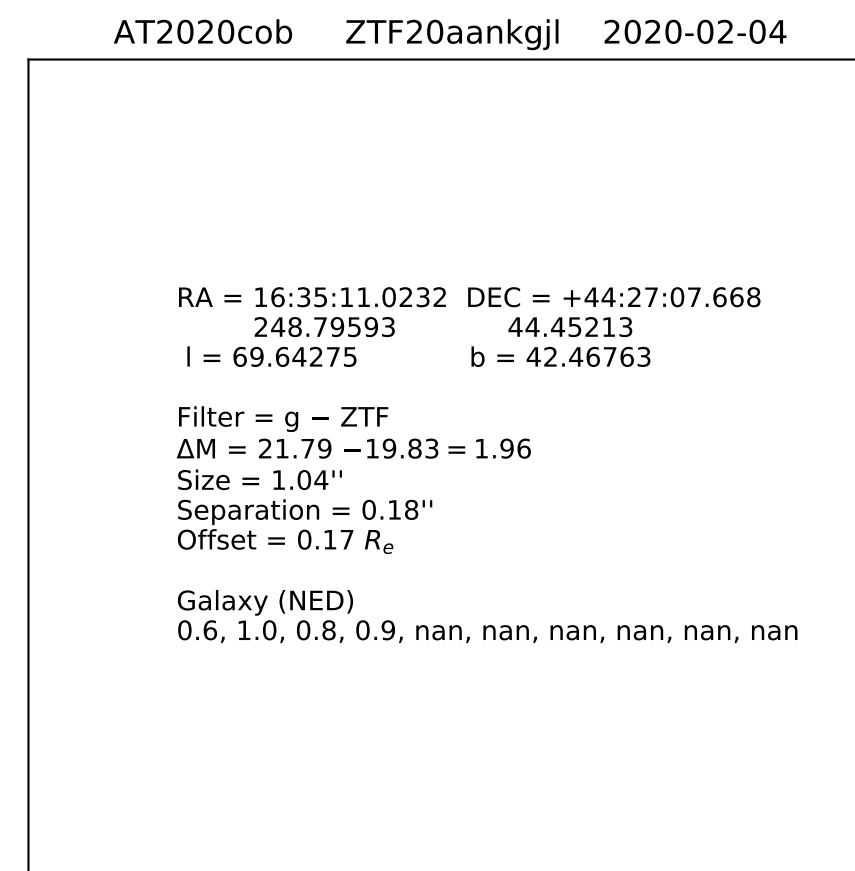 AT2020cob ZTF20aankgjl 2020-02-04
RA = 16:35:11.0232 DEC = +44:27:07.668
248.79593 44.45213
l = 69.64275 b = 42.46763
Filter = g − ZTF
ΔM = 21.79 −19.83 = 1.96
Size = 1.04''
Separation = 0.18''
Offset = 0.17 Re
Galaxy (NED)
0.6, 1.0, 0.8, 0.9, nan, nan, nan, nan, nan, nan